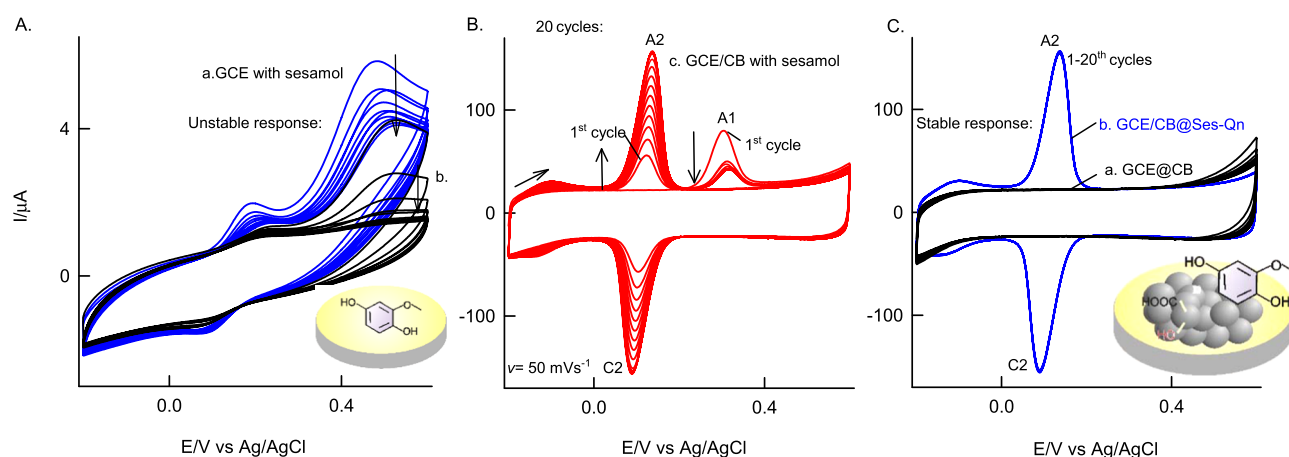 A.
a.GCE with sesamol
Unstable response:
b.
4
0
I/µA
HO
O
OH
0.0
0.4
E/V vs Ag/AgCl
B.
20 cycles:
A2
c. GCE/CB with sesamol
A1
1st cycle
1st cycle
100
0
-100
v= 50 mVs-1
C2
0.0
0.4
E/V vs Ag/AgCl
C.
A2
1-20th cycles
Stable response:
b. GCE/CB@Ses-Qn
a. GCE@CB
100
0
-100
C2
HO
O
OH
HOOC
HO
0.0
0.4
E/V vs Ag/AgCl